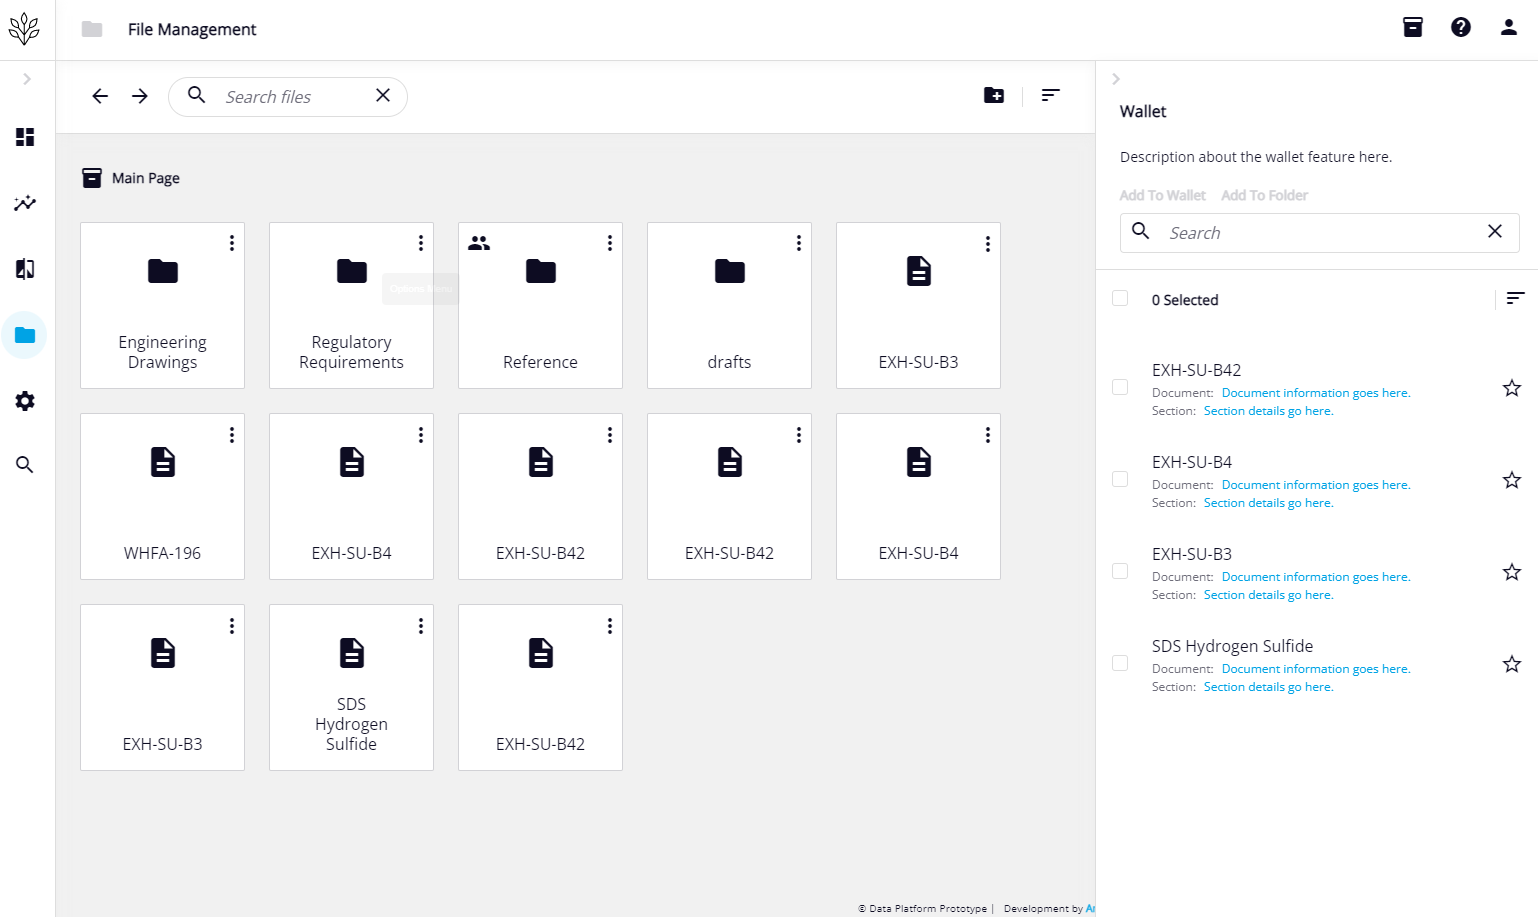 File Management
Search files
Main Page
Engineering
Drawings
Regulatory
Requirements
Options Menu
Reference
drafts
EXH-SU-B3
WHFA-196
EXH-SU-B4
EXH-SU-B42
EXH-SU-B42
EXH-SU-B4
EXH-SU-B3
SDS
Hydrogen
Sulfide
EXH-SU-B42
© Data Platform Prototype | Development by
Wallet
Description about the wallet feature here.
Add To Wallet Add To Folder
Search
0 Selected
EXH-SU-B42
Document: Document information goes here.
Section: Section details go here.
EXH-SU-B4
Document: Document information goes here.
Section: Section details go here.
EXH-SU-B3
Document: Document information goes here.
Section: Section details go here.
SDS Hydrogen Sulfide
Document: Document information goes here.
Section: Section details go here.